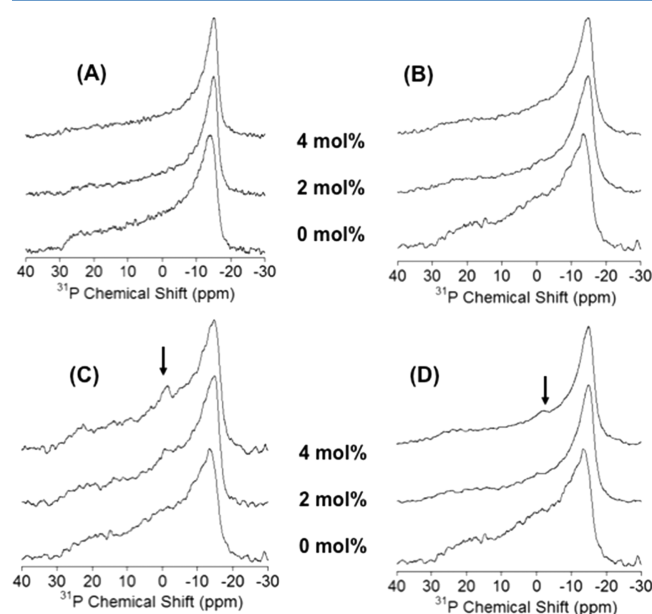 (A) (B)
4 mol%
2 mol%
0 mol%
40 30 20 10 0 -10 -20 -30 40 30 20 10 0 -10 -20 -30
³¹P Chemical Shift (ppm) ³¹P Chemical Shift (ppm)
(C) (D)
4 mol%
2 mol%
0 mol%
40 30 20 10 0 -10 -20 -30 40 30 20 10 0 -10 -20 -30
³¹P Chemical Shift (ppm) ³¹P Chemical Shift (ppm)